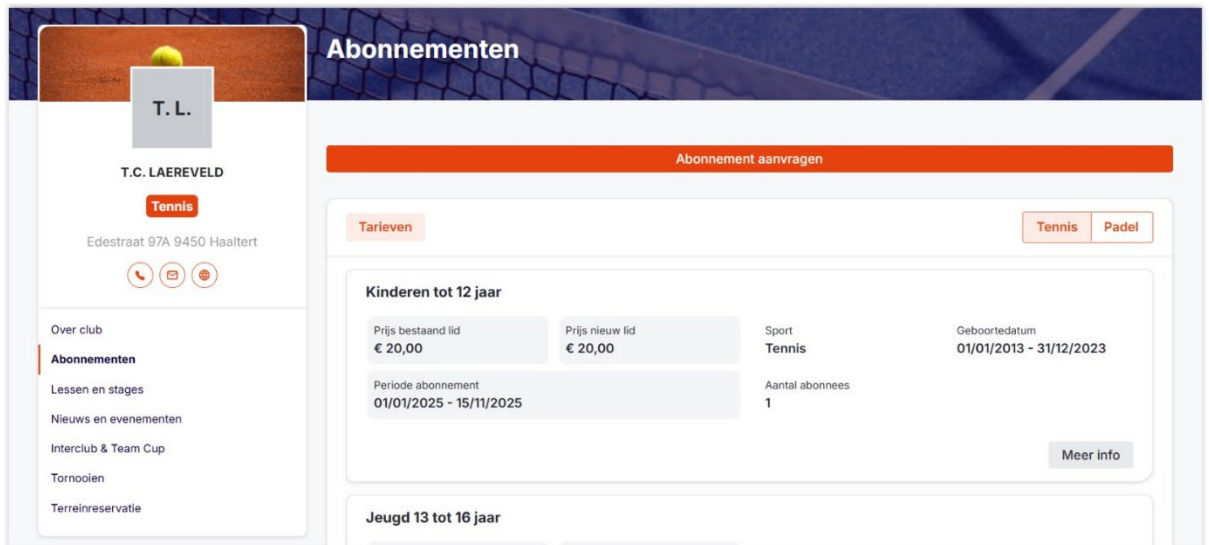 Abonnementen
T. L.
T.C. LAEREVELD
Tennis
Edestraat 97A 9450 Haaltert
Over club
Abonnementen
Lessen en stages
Nieuws en evenementen
Interclub & Team Cup
Tornooien
Terreinreservatie
Abonnement aanvragen
Tarieven
Tennis Padel
Kinderen tot 12 jaar
Prijs bestaand lid Prijs nieuw lid Sport Geboortedatum
€ 20,00 € 20,00 Tennis 01/01/2013 - 31/12/2023
Periode abonnement Aantal abonnees
01/01/2025 - 15/11/2025 1
Meer info
Jeugd 13 tot 16 jaar